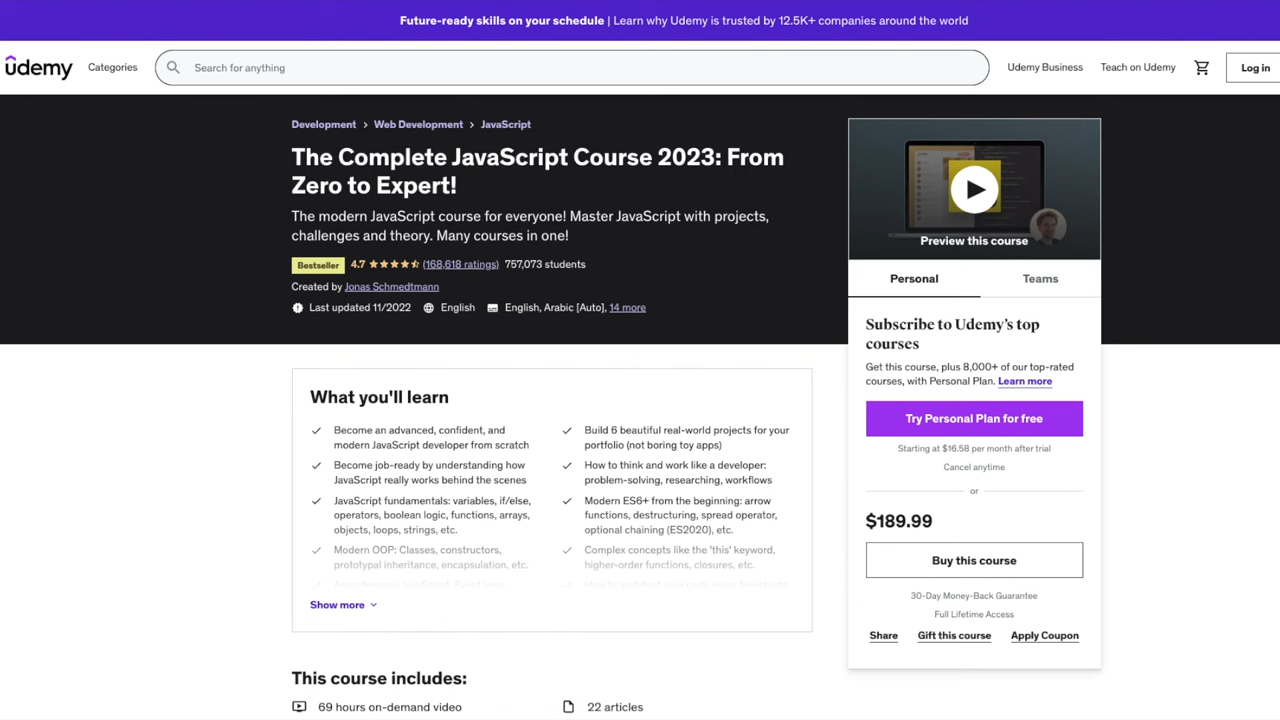 Future-ready skills on your schedule | Learn why Udemy is trusted by 12.5K+ companies around the world
udemy
Categories
Search for anything
Udemy Business
Teach on Udemy
Log in
Development > Web Development > JavaScript
The Complete JavaScript Course 2023: From
Zero to Expert!
The modern JavaScript course for everyone! Master JavaScript with projects,
challenges and theory. Many courses in one!
Bestseller 4.7 (168,618 ratings) 757,073 students
Created by Jonas Schmedtmann
Last updated 11/2022 English English, Arabic [Auto], 14 more
Preview this course
Personal
Teams
Subscribe to Udemy's top
courses
Get this course, plus 8,000+ of our top-rated
courses, with Personal Plan. Learn more
Try Personal Plan for free
Starting at $16.58 per month after trial
Cancel anytime
or
$189.99
Buy this course
30-Day Money-Back Guarantee
Full Lifetime Access
Share
Gift this course
Apply Coupon
What you'll learn
Become an advanced, confident, and
modern JavaScript developer from scratch
Build 6 beautiful real-world projects for your
portfolio (not boring toy apps)
Become job-ready by understanding how
JavaScript really works behind the scenes
How to think and work like a developer:
problem-solving, researching, workflows
JavaScript fundamentals: variables, if/else,
operators, boolean logic, functions, arrays,
objects, loops, strings, etc.
Modern ES6+ from the beginning: arrow
functions, destructuring, spread operator,
optional chaining (ES2020), etc.
Modern OOP: Classes, constructors,
prototypal inheritance, encapsulation, etc.
Complex concepts like the 'this' keyword,
higher-order functions, closures, etc.
Asynchronous JavaScript: Event loop,
How to architect your code using flowcharts
Show more
This course includes:
69 hours on-demand video
22 articles